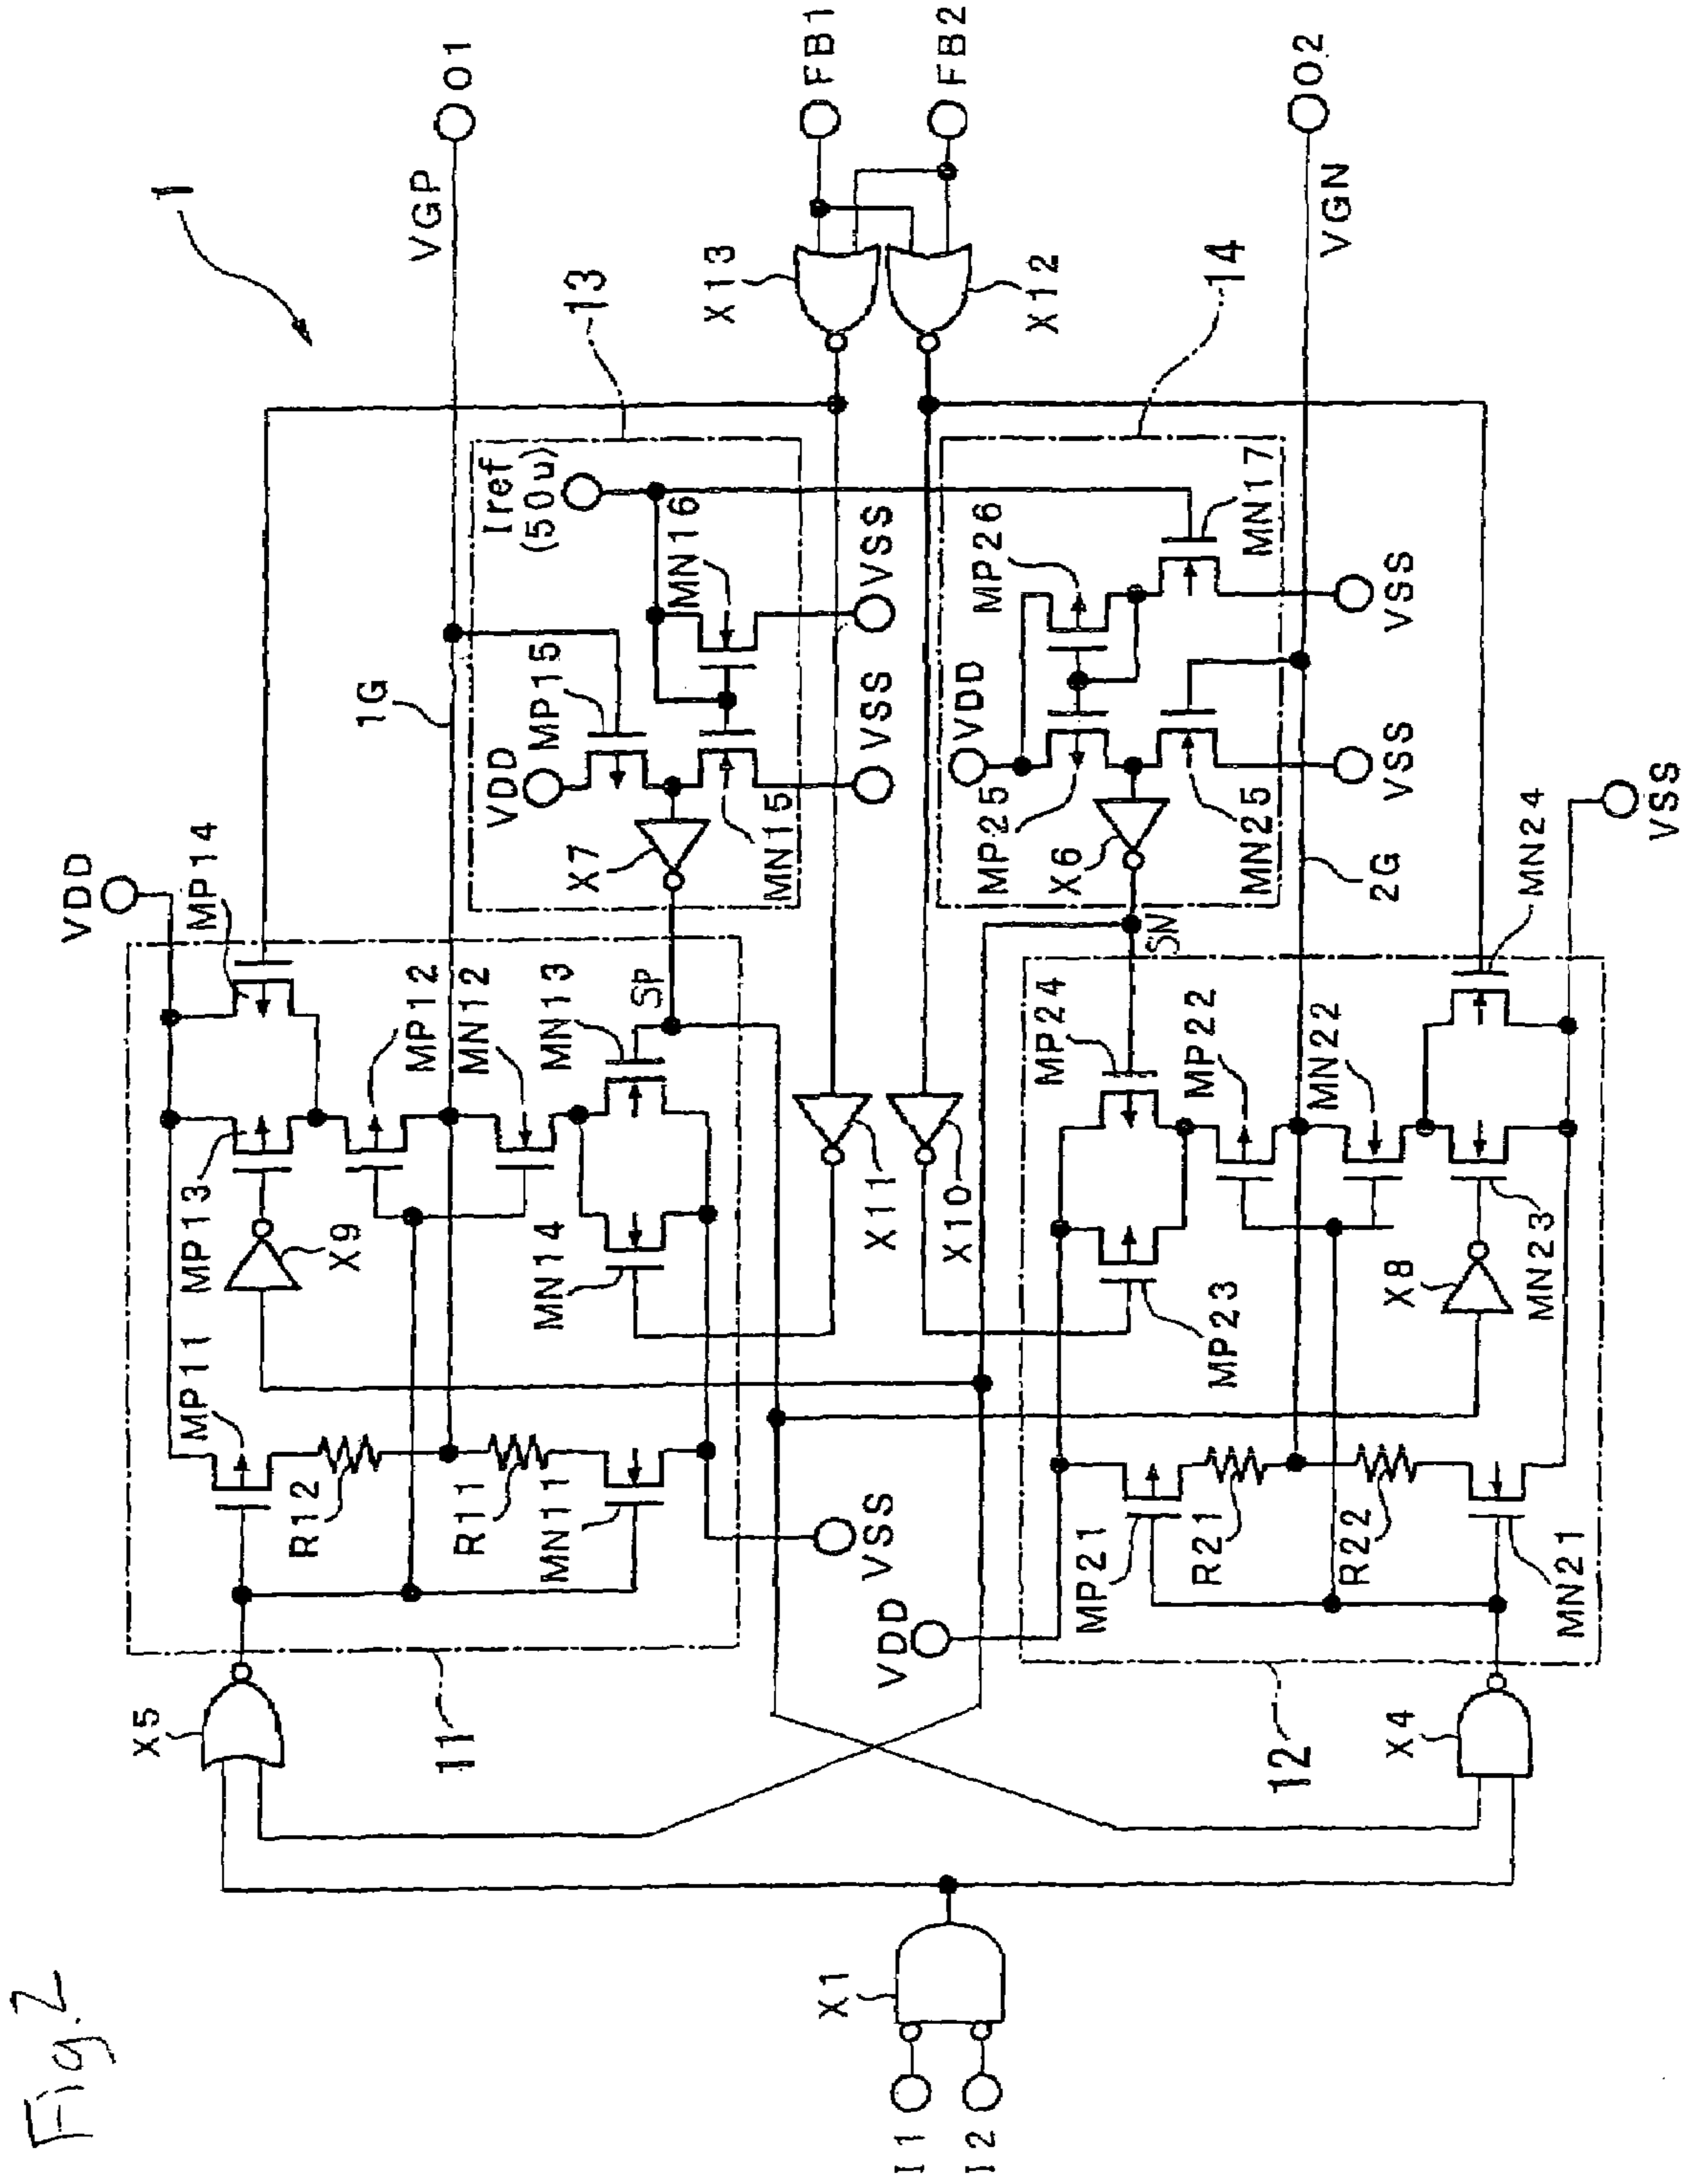 Fig.2
1
I1
I2
X1
X5
X4
11
12
VDD
MP11
R12
R11
MN11
VSS
MP13
X9
MN14
MP14
MP12
MN12
MN13
SP
1G
VGP
O1
13
VDD
MP15
Iref
(50u)
MN16
MN15
X7
VSS
VSS
X13
X12
FB1
FB2
X11
X10
14
VDD
MP26
MP25
X6
MN25
MN17
VSS
VSS
SN
2G
VGN
O2
VDD
MP21
R21
R22
MN21
MP23
MP24
MP22
MN22
X8
MN23
MN24
VSS